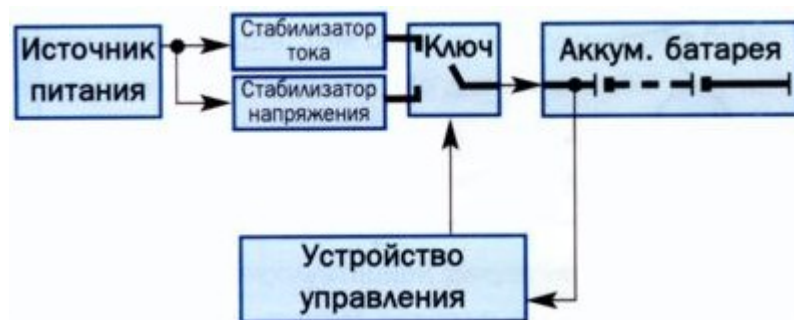 Источник
питания
Стабилизатор
тока
Стабилизатор
напряжения
Ключ
Аккум. батарея
Устройство
управления